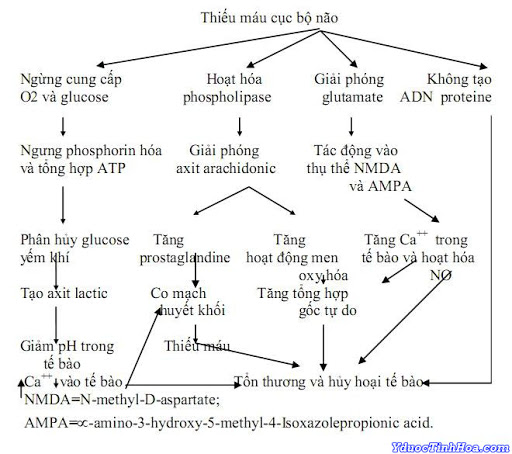 Thiếu máu cục bộ não
Ngừng cung cấp
O2 và glucose
Hoạt hóa
phospholipase
Giải phóng
glutamate
Không tạo
ADN proteine
Ngưng phosphorin hóa
và tổng hợp ATP
Giải phóng
axit arachidonic
Tác động vào
thụ thể NMDA
và AMPA
Phân hủy glucose
yếm khí
Tăng
prostaglandine
Tăng
hoạt động men
oxy hóa
Tăng Ca++ trong
tế bào và hoạt hóa
NO
Tạo axit lactic
Co mạch
huyết khối
Tăng tổng hợp
gốc tự do
Giảm pH trong
tế bào
Thiếu máu
Ca++ vào tế bào
Tổn thương và hủy hoại tế bào
NMDA=N-methyl-D-aspartate;
AMPA=∝-amino-3-hydroxy-5-methyl-4-Isoxazolepropionic acid.
YduocTinhHoa.com